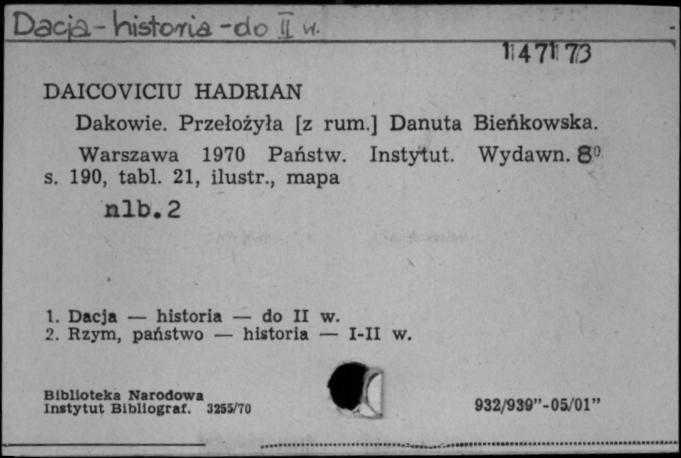 Dacja - historia - do II w.
1147173
DAICOVICIU HADRIAN
Dakowie. Przełożyła [z rum.] Danuta Bieńkowska.
Warszawa 1970 Państw. Instytut. Wydawn. 8⁰
s. 190, tabl. 21, ilustr., mapa
nlb.2
1. Dacja — historia — do II w.
2. Rzym, państwo — historia — I-II w.
Biblioteka Narodowa
Instytut Bibliograf. 3255/70
932/939”-05/01”